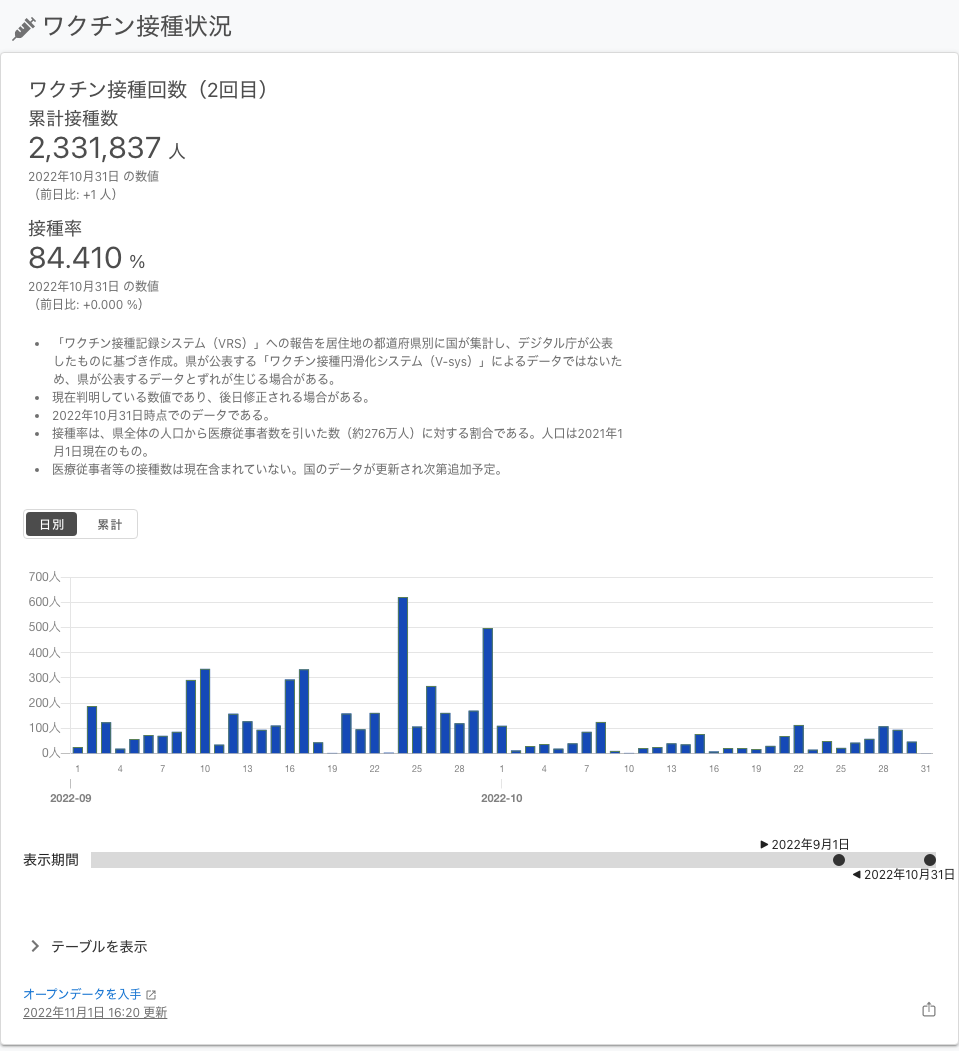 ワクチン接種状況
ワクチン接種回数（2回目）
累計接種数
2,331,837 人
2022年10月31日 の数値
（前日比: +1 人）
接種率
84.410 %
2022年10月31日 の数値
（前日比: +0.000 %）
• 「ワクチン接種記録システム（VRS）」への報告を居住地の都道府県別に国が集計し、デジタル庁が公表
したものに基づき作成。県が公表する「ワクチン接種円滑化システム（V-sys）」によるデータではないた
め、県が公表するデータとずれが生じる場合がある。
• 現在判明している数値であり、後日修正される場合がある。
• 2022年10月31日時点でのデータである。
• 接種率は、県全体の人口から医療従事者数を引いた数（約276万人）に対する割合である。人口は2021年1
月1日現在のもの。
• 医療従事者等の接種数は現在含まれていない。国のデータが更新され次第追加予定。
日別 累計
700人
600人
500人
400人
300人
200人
100人
0人
1 4 7 10 13 16 19 22 25 28 1 4 7 10 13 16 19 22 25 28 31
2022-09 2022-10
▶ 2022年9月1日
表示期間
◀ 2022年10月31日
テーブルを表示
オープンデータを入手
2022年11月1日 16:20 更新